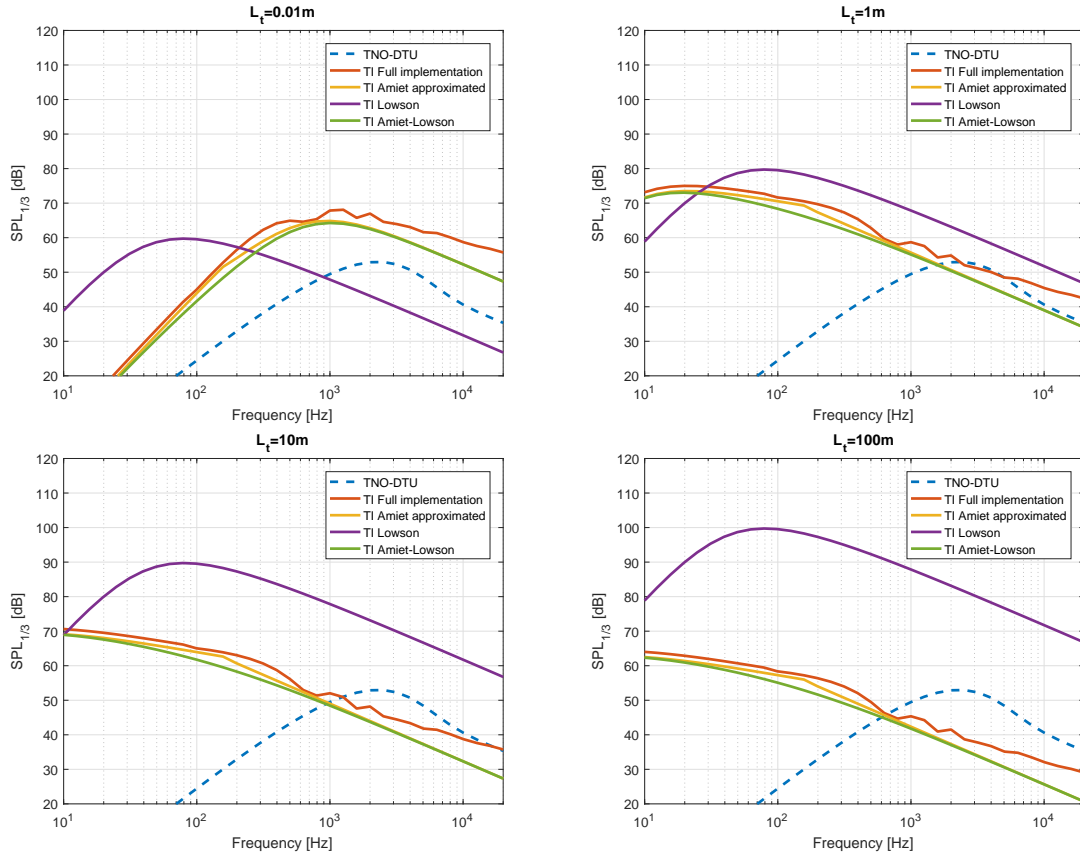 L_t=0.01m
120
110
100
90
80
70
60
50
40
30
20
SPL_1/3 [dB]
TNO-DTU
TI Full implementation
TI Amiet approximated
TI Lowson
TI Amiet-Lowson
10^1 10^2 10^3 10^4
Frequency [Hz]
L_t=1m
120
110
100
90
80
70
60
50
40
30
20
SPL_1/3 [dB]
TNO-DTU
TI Full implementation
TI Amiet approximated
TI Lowson
TI Amiet-Lowson
10^1 10^2 10^3 10^4
Frequency [Hz]
L_t=10m
120
110
100
90
80
70
60
50
40
30
20
SPL_1/3 [dB]
TNO-DTU
TI Full implementation
TI Amiet approximated
TI Lowson
TI Amiet-Lowson
10^1 10^2 10^3 10^4
Frequency [Hz]
L_t=100m
120
110
100
90
80
70
60
50
40
30
20
SPL_1/3 [dB]
TNO-DTU
TI Full implementation
TI Amiet approximated
TI Lowson
TI Amiet-Lowson
10^1 10^2 10^3 10^4
Frequency [Hz]